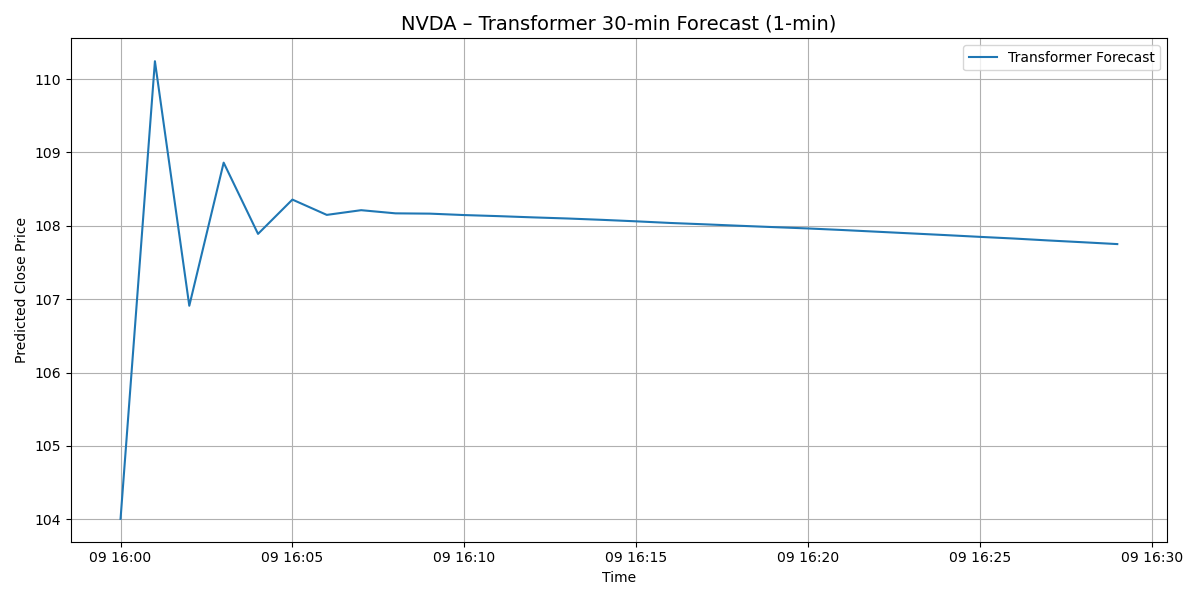 NVDA – Transformer 30-min Forecast (1-min)
Transformer Forecast
Predicted Close Price
110
109
108
107
106
105
104
09 16:00 09 16:05 09 16:10 09 16:15 09 16:20 09 16:25 09 16:30
Time